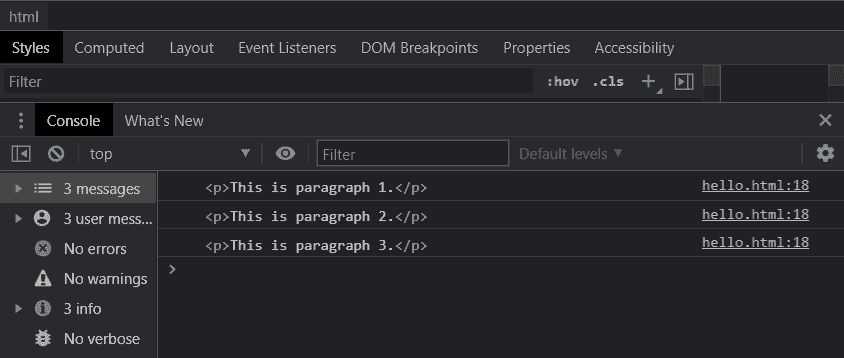 html
Styles Computed Layout Event Listeners DOM Breakpoints Properties Accessibility
Filter :hov .cls
Console What's New
top Filter Default levels
3 messages
<p>This is paragraph 1.</p> hello.html:18
3 user mess...
<p>This is paragraph 2.</p> hello.html:18
No errors
<p>This is paragraph 3.</p> hello.html:18
No warnings
3 info
No verbose